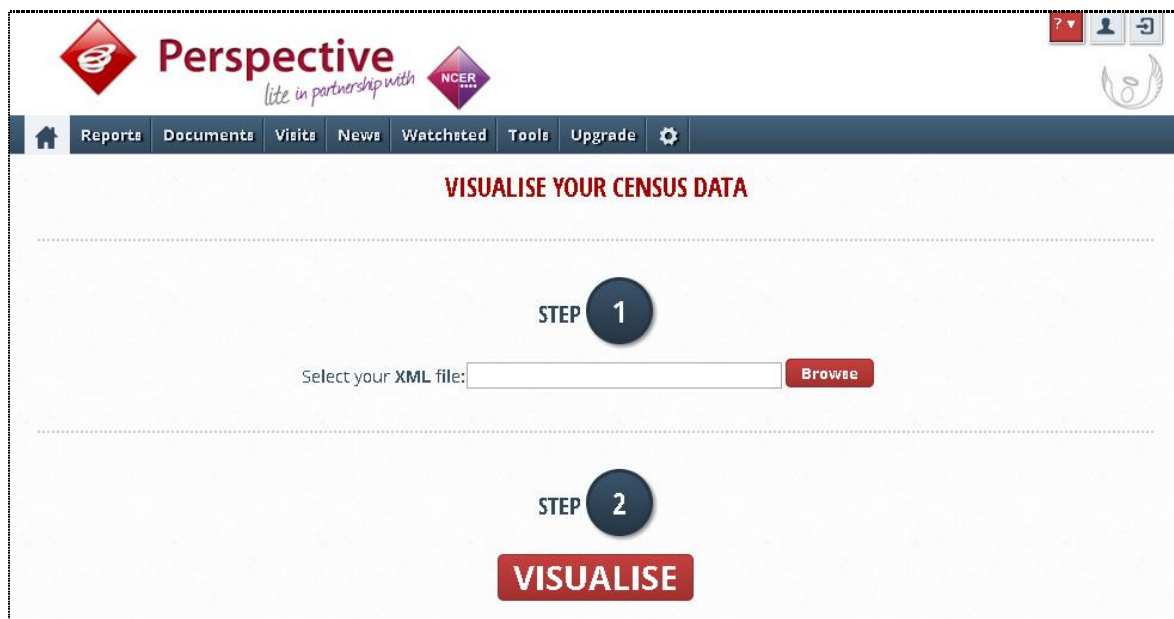 ? ▼
Perspective
lite in partnership with
NCER
Reports Documents Visits News Watchsted Tools Upgrade
VISUALISE YOUR CENSUS DATA
STEP 1
Select your XML file: Browse
STEP 2
VISUALISE